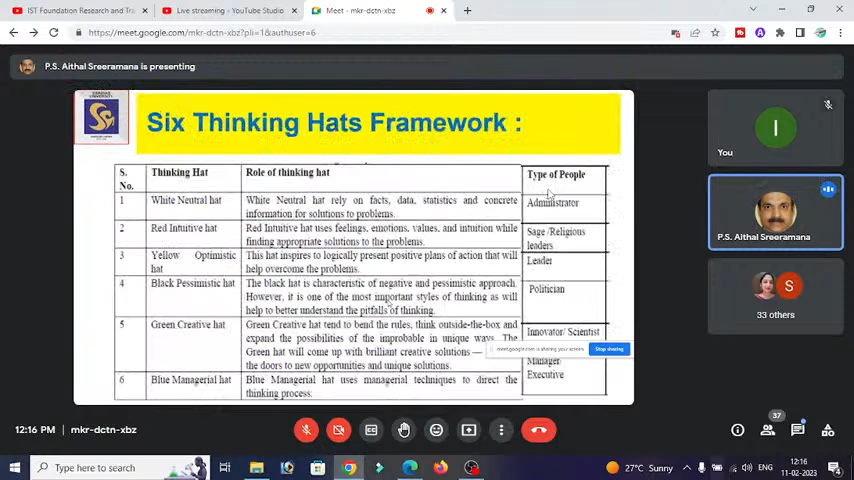 IST Foundation Research and Tra
Live streaming - YouTube Studio
Meet - mkr-dctn-xbz
https://meet.google.com/mkr-dctn-xbz?pli=1&authuser=6
P.S. Aithal Sreeramana is presenting
Six Thinking Hats Framework :
S. No. Thinking Hat Role of thinking hat Type of People
1 White Neutral hat White Neutral hat rely on facts, data, statistics and concrete Administrator
information for solutions to problems.
2 Red Intuitive hat Red Intuitive hat uses feelings, emotions, values, and intuition while Sage /Religious
finding appropriate solutions to the problems. leaders
3 Yellow Optimistic This hat inspires to logically present positive plans of action that will Leader
hat help overcome the problems.
4 Black Pessimistic hat The black hat is characteristic of negative and pessimistic approach. Politician
However, it is one of the most important styles of thinking as will
help to better understand the pitfalls of thinking.
5 Green Creative hat Green Creative hat tend to bend the rules, think outside-the-box and Innovator/ Scientist
expand the possibilities of the improbable in unique ways. The
Green hat will come up with brilliant creative solutions —
the doors to new opportunities and unique solutions.
6 Blue Managerial hat Blue Managerial hat uses managerial techniques to direct the Manager/
thinking process. Executive
meet.google.com is sharing your screen.
Stop sharing
I
You
P.S. Aithal Sreeramana
S
33 others
12:16 PM
mkr-dctn-xbz
37
Type here to search
27°C Sunny
ENG
12:16
11-02-2023